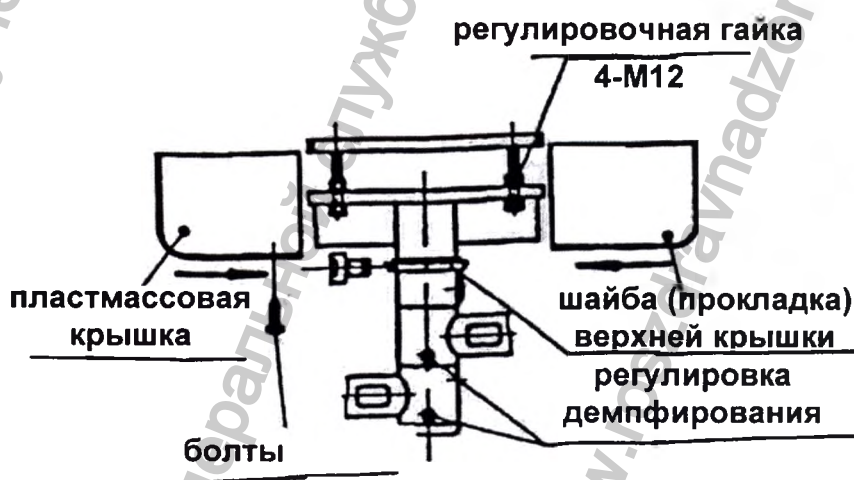 регулировочная гайка
4-М12
пластмассовая
крышка
шайба (прокладка)
верхней крышки
регулировка
демпфирования
болты